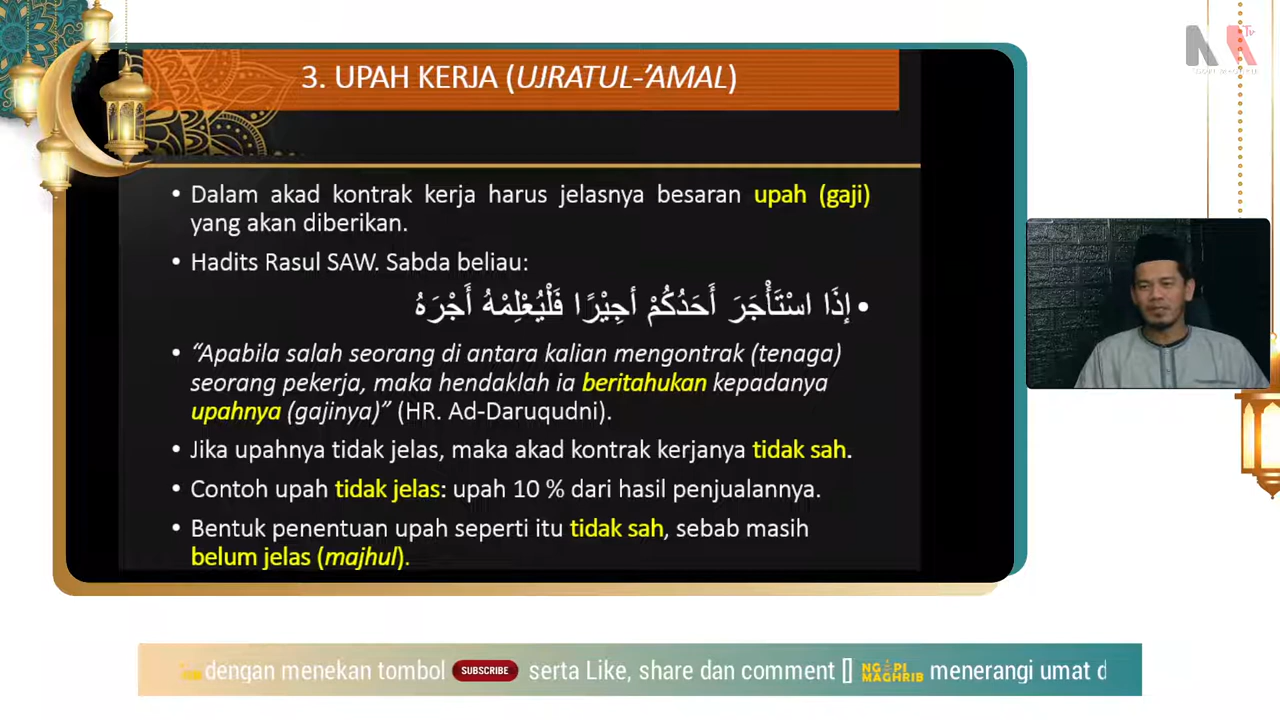 Tv
3. UPAH KERJA (UJRATUL-’AMAL)
• Dalam akad kontrak kerja harus jelasnya besaran upah (gaji)
yang akan diberikan.
• Hadits Rasul SAW. Sabda beliau:
• إِذَا اسْتَأْجَرَ أَحَدُكُمْ أجِيْرًا فَلْيُعْلِمْهُ أَجْرَهُ
• “Apabila salah seorang di antara kalian mengontrak (tenaga)
seorang pekerja, maka hendaklah ia beritahukan kepadanya
upahnya (gajinya)” (HR. Ad-Daruqudni).
• Jika upahnya tidak jelas, maka akad kontrak kerjanya tidak sah.
• Contoh upah tidak jelas: upah 10 % dari hasil penjualannya.
• Bentuk penentuan upah seperti itu tidak sah, sebab masih
belum jelas (majhul).
dengan menekan tombol SUBSCRIBE serta Like, share dan comment [] NGOPI MAGHRIB menerangi umat d